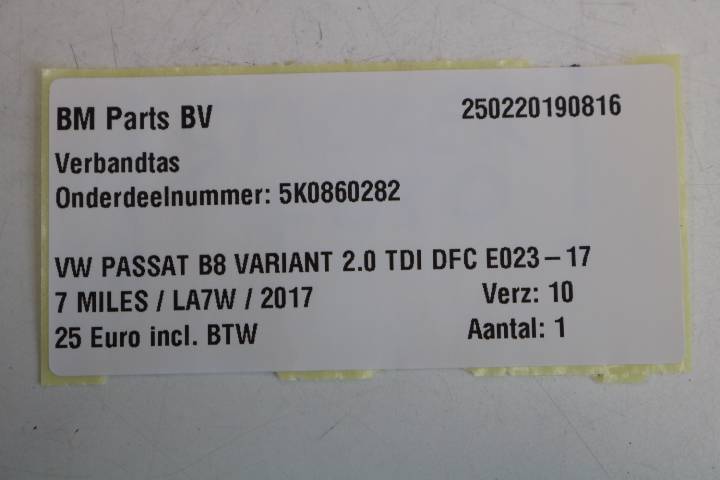 BM Parts BV 250220190816
Verbandtas
Onderdeelnummer: 5K0860282
VW PASSAT B8 VARIANT 2.0 TDI DFC E023-17
7 MILES / LA7W / 2017 Verz: 10
25 Euro incl. BTW Aantal: 1